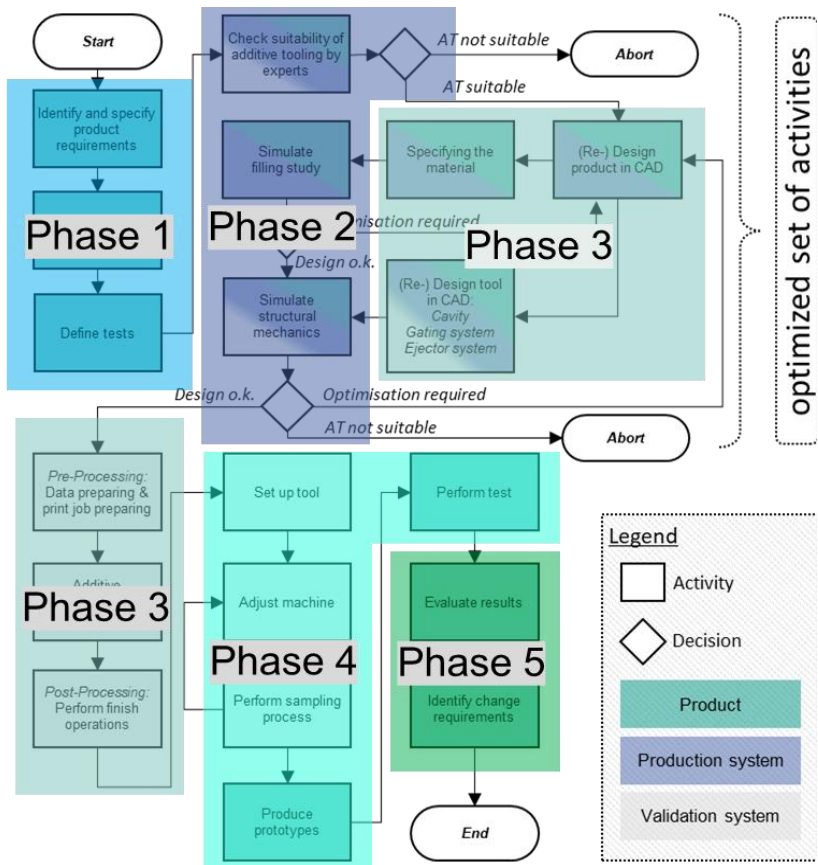 Start
Identify and specify
product
requirements
Phase 1
Define tests
Check suitability of
additive tooling by
experts
AT not suitable
Abort
AT suitable
Simulate
filling study
Specifying the
material
(Re-) Design
product in CAD
Phase 2
required
Phase 3
Design o.k.
Simulate
structural
mechanics
(Re-) Design tool
in CAD:
Cavity
Gating system
Ejector system
Design o.k.
Optimisation required
AT not suitable
Abort
optimized set of activities
Pre-Processing:
Data preparing &
print job preparing
Additive
Phase 3
Post-Processing:
Perform finish
operations
Set up tool
Adjust machine
Phase 4
Perform sampling
process
Produce
prototypes
Perform test
Evaluate results
Phase 5
Identify change
requirements
End
Legend
Activity
Decision
Product
Production system
Validation system